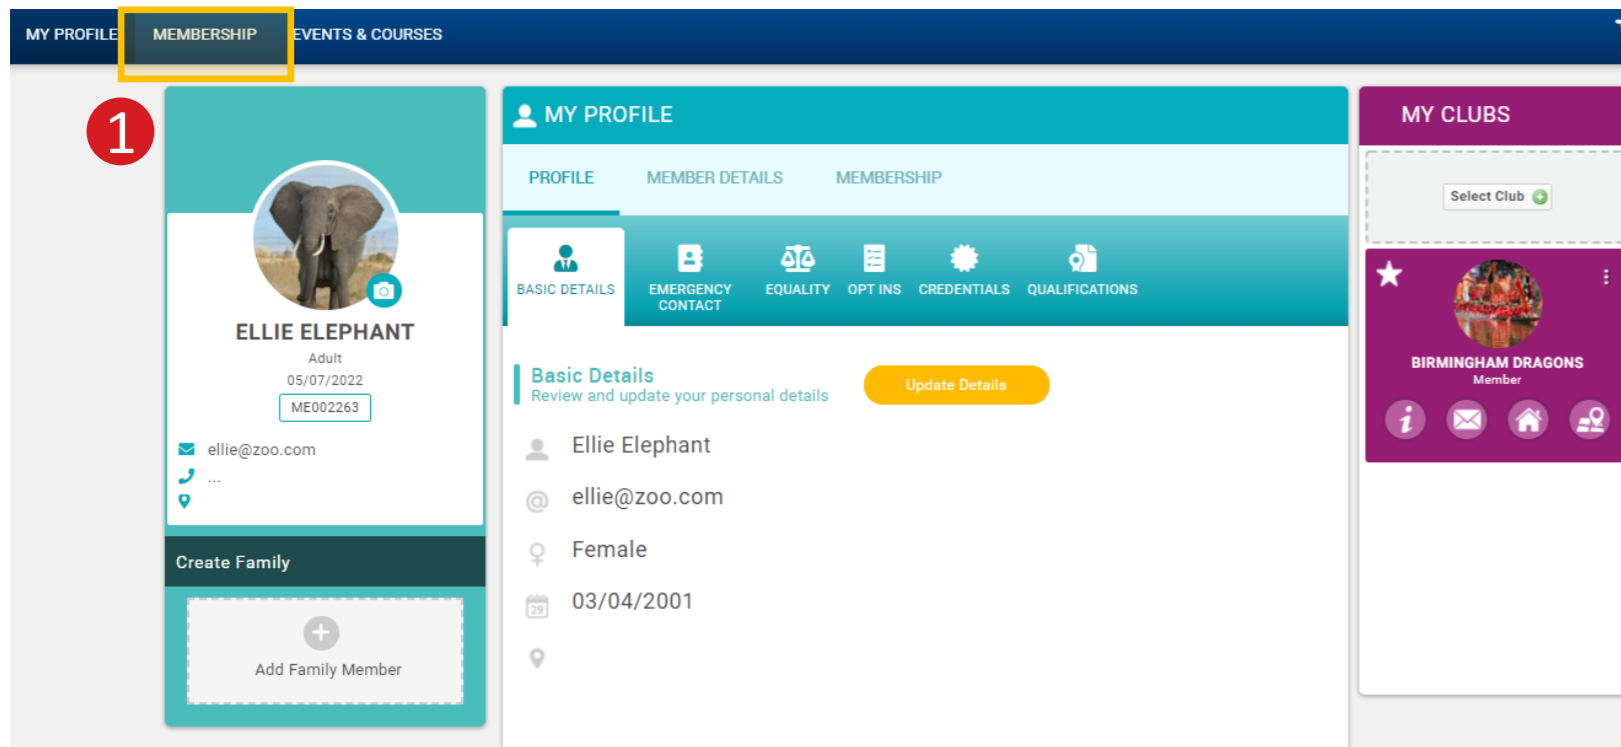 MY PROFILE MEMBERSHIP EVENTS & COURSES
1
ELLIE ELEPHANT
Adult
05/07/2022
ME002263
ellie@zoo.com
...
Create Family
Add Family Member
MY PROFILE
PROFILE MEMBER DETAILS MEMBERSHIP
BASIC DETAILS
EMERGENCY
CONTACT
EQUALITY
OPT INS
CREDENTIALS
QUALIFICATIONS
Basic Details
Review and update your personal details
Update Details
Ellie Elephant
@
ellie@zoo.com
Female
29
03/04/2001
MY CLUBS
Select Club
BIRMINGHAM DRAGONS
Member
i